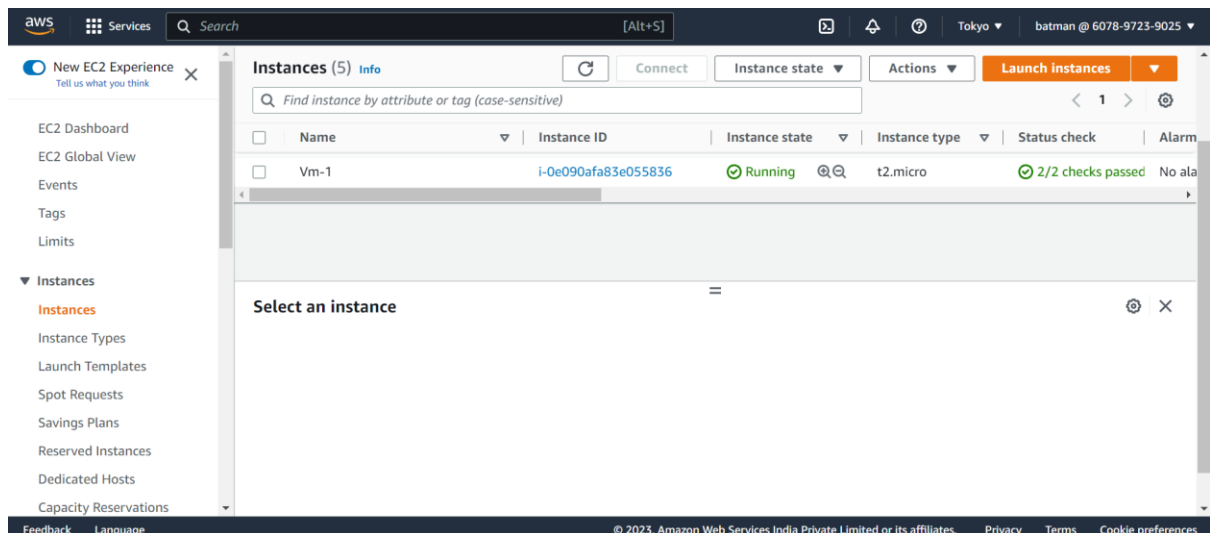 aws Services Search [Alt+S] Tokyo ▼ batman @ 6078-9723-9025 ▼
New EC2 Experience
Tell us what you think
EC2 Dashboard
EC2 Global View
Events
Tags
Limits
Instances
Instances
Instance Types
Launch Templates
Spot Requests
Savings Plans
Reserved Instances
Dedicated Hosts
Capacity Reservations
Instances (5) Info Connect Instance state ▼ Actions ▼ Launch instances ▼
Find instance by attribute or tag (case-sensitive) < 1 >
Name Instance ID Instance state Instance type Status check Alarm
Vm-1 i-0e090afa83e055836 Running t2.micro 2/2 checks passed No ala
Select an instance
Feedback Language © 2023, Amazon Web Services India Private Limited or its affiliates. Privacy Terms Cookie preferences